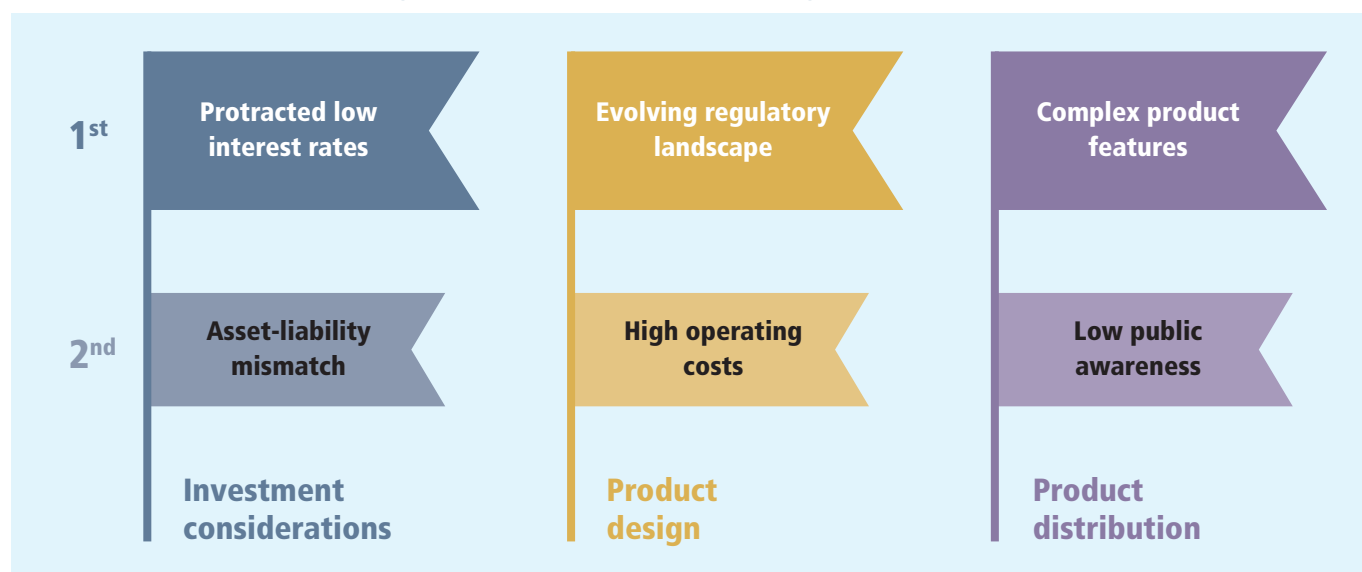 1st
Protracted low
interest rates
Evolving regulatory
landscape
Complex product
features
2nd
Asset-liability
mismatch
High operating
costs
Low public
awareness
Investment
considerations
Product
design
Product
distribution